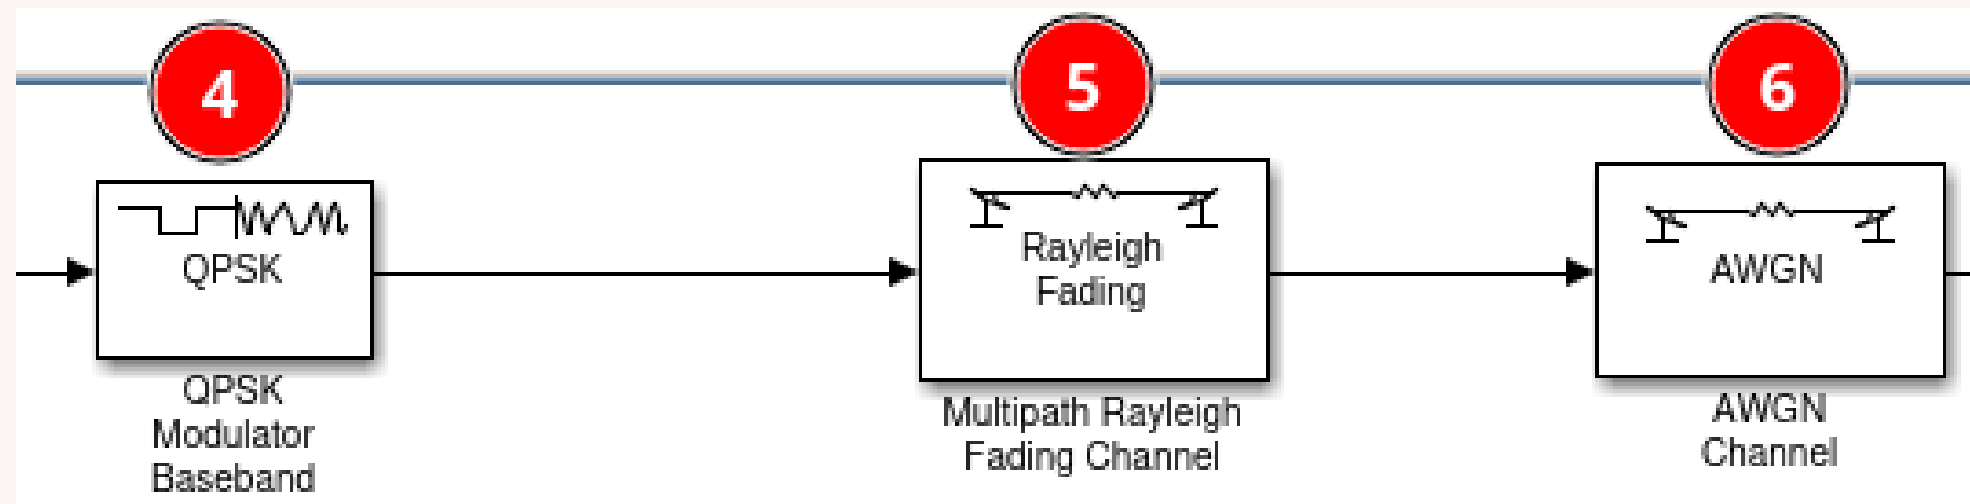 4
5
6
QPSK
QPSK
Modulator
Baseband
Rayleigh
Fading
Multipath Rayleigh
Fading Channel
AWGN
AWGN
Channel